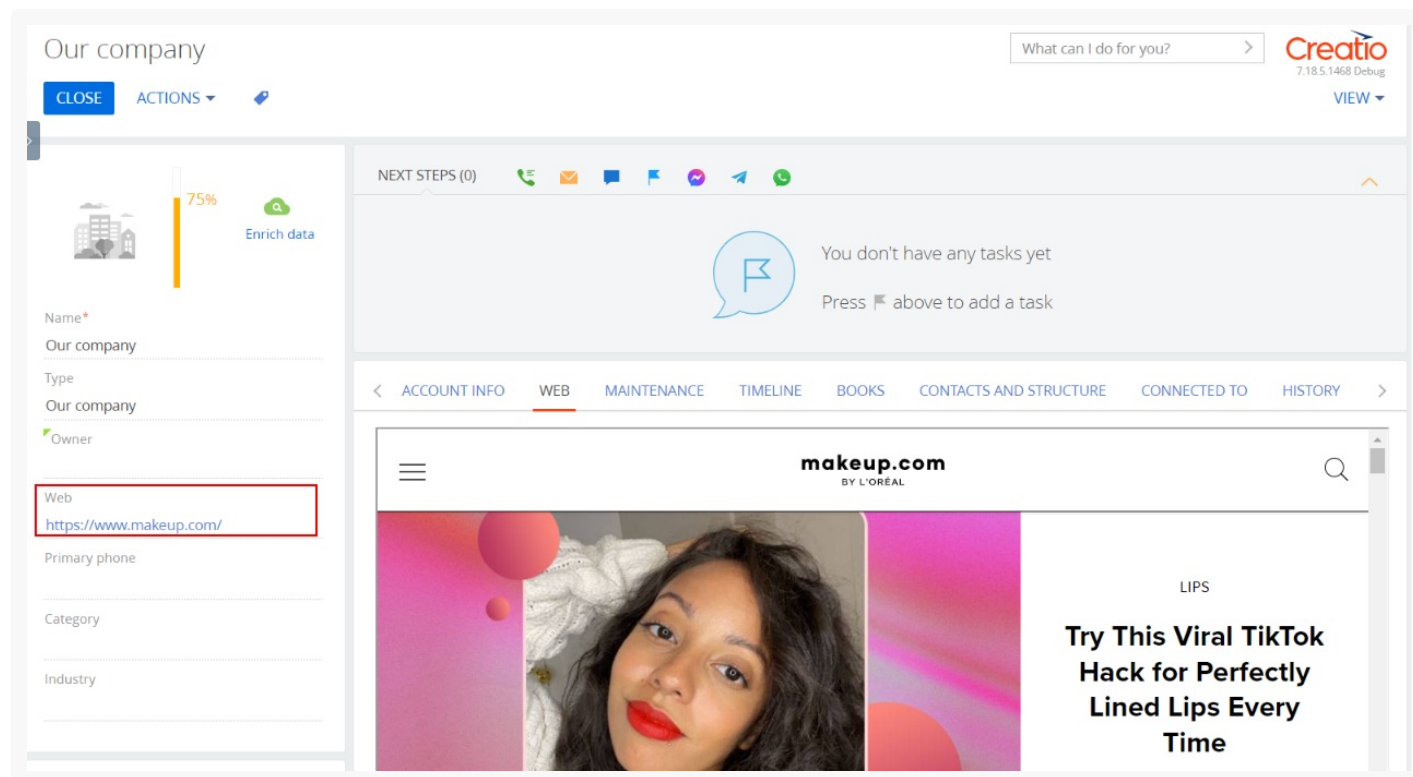 Our company
What can I do for you?
Creatio
7.18.5.1468 Debug
CLOSE
ACTIONS
VIEW
75%
Enrich data
Name*
Our company
Type
Our company
Owner
Web
https://www.makeup.com/
Primary phone
Category
Industry
NEXT STEPS (0)
You don't have any tasks yet
Press above to add a task
ACCOUNT INFO WEB MAINTENANCE TIMELINE BOOKS CONTACTS AND STRUCTURE CONNECTED TO HISTORY
makeup.com
BY L'ORÉAL
LIPS
Try This Viral TikTok
Hack for Perfectly
Lined Lips Every
Time